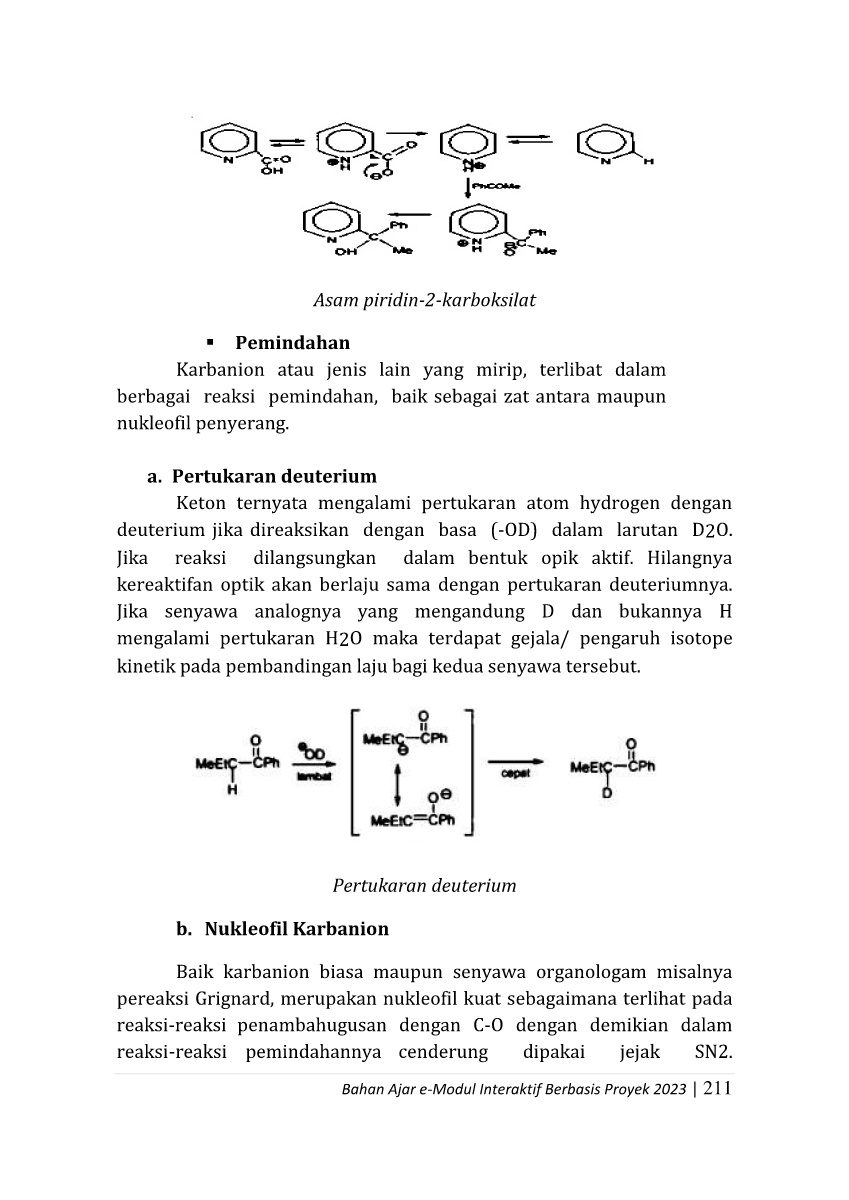 N C=O OH ⊕ N H C O O ⊖ N H ⊕ N H
PhCOMe
N C Ph OH Me ⊕ N H C Ph ⊖ O Me
Asam piridin-2-karboksilat
▪ Pemindahan
Karbanion atau jenis lain yang mirip, terlibat dalam
berbagai reaksi pemindahan, baik sebagai zat antara maupun
nukleofil penyerang.
a. Pertukaran deuterium
Keton ternyata mengalami pertukaran atom hydrogen dengan
deuterium jika direaksikan dengan basa (-OD) dalam larutan D2O.
Jika reaksi dilangsungkan dalam bentuk opik aktif. Hilangnya
kereaktifan optik akan berlaju sama dengan pertukaran deuteriumnya.
Jika senyawa analognya yang mengandung D dan bukannya H
mengalami pertukaran H2O maka terdapat gejala/ pengaruh isotope
kinetik pada pembandingan laju bagi kedua senyawa tersebut.
O
MeEtC—CPh
H
⊖OD
lambat
O
MeEtC—CPh
⊖
O⊖
MeEtC=CPh
cepat
O
MeEtC—CPh
D
Pertukaran deuterium
b. Nukleofil Karbanion
Baik karbanion biasa maupun senyawa organologam misalnya
pereaksi Grignard, merupakan nukleofil kuat sebagaimana terlihat pada
reaksi-reaksi penambahugusan dengan C-O dengan demikian dalam
reaksi-reaksi pemindahannya cenderung dipakai jejak SN2.
Bahan Ajar e-Modul Interaktif Berbasis Proyek 2023 | 211